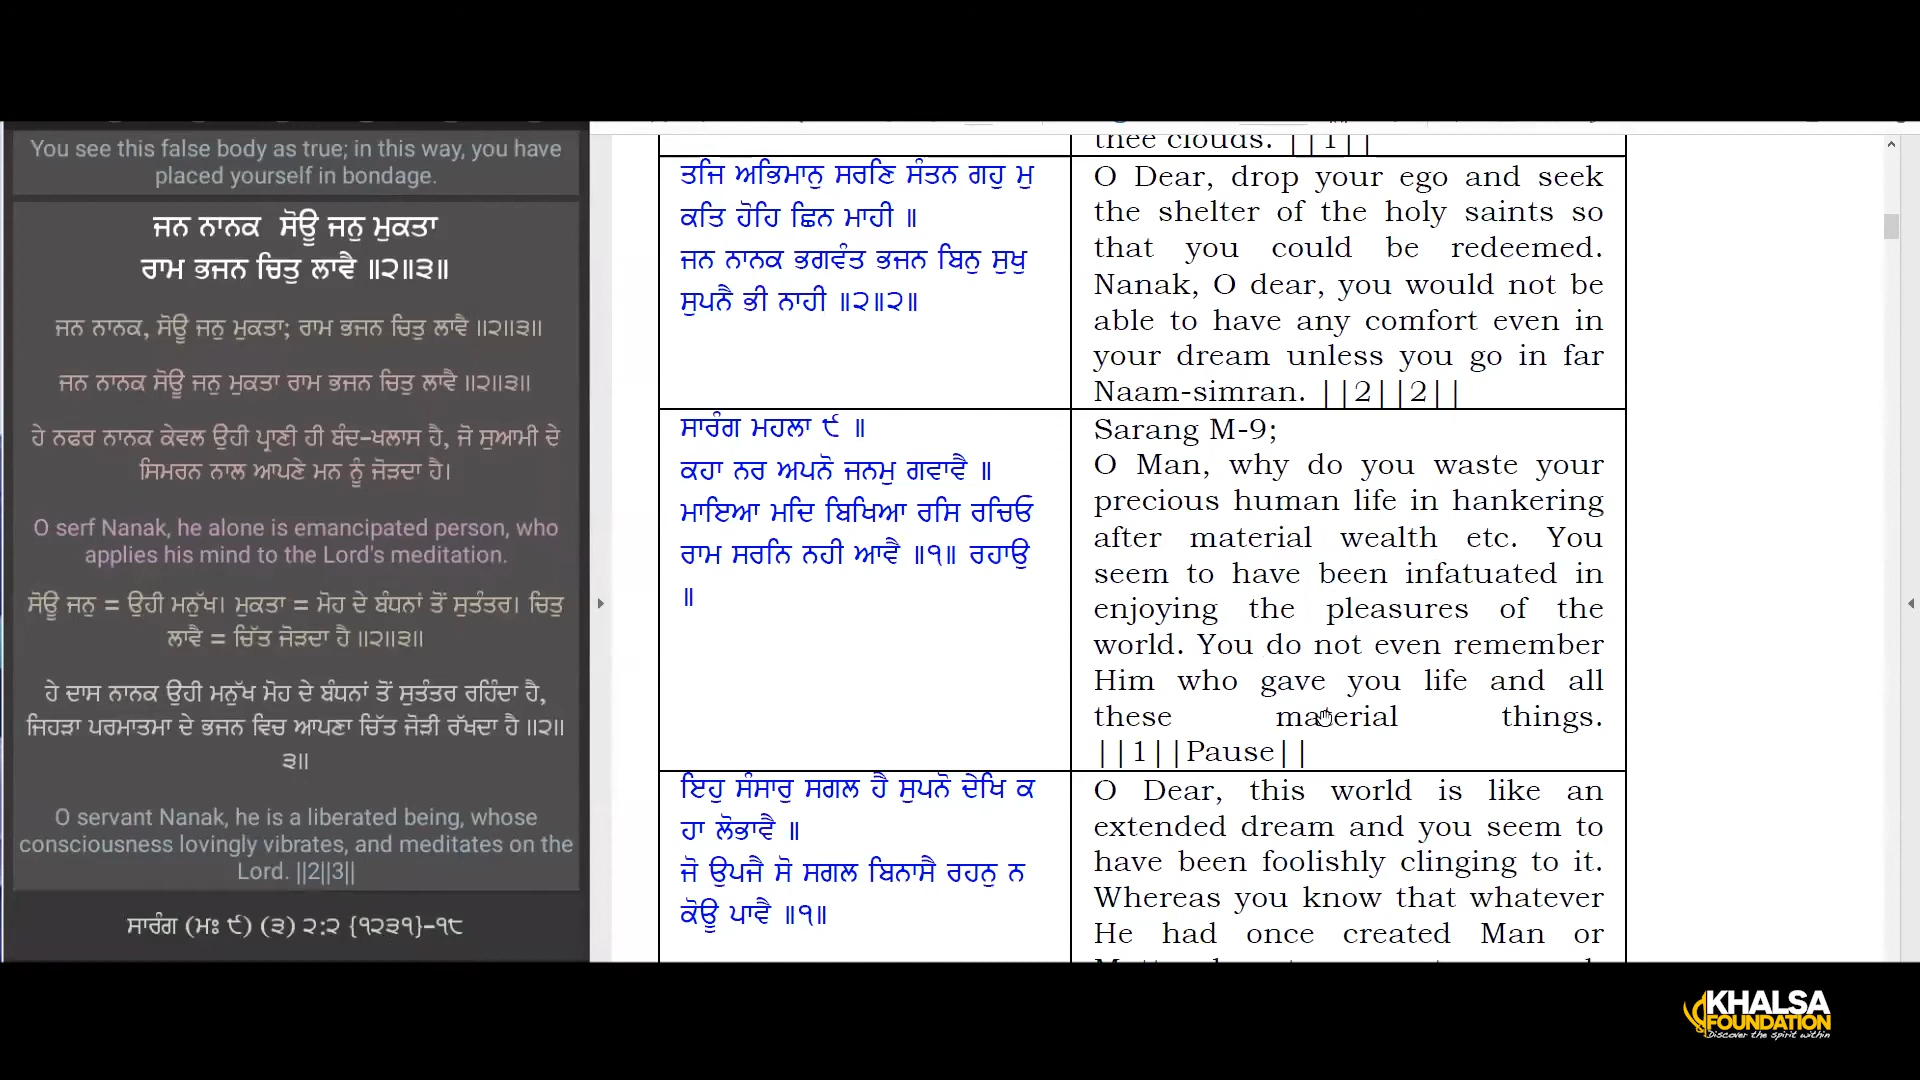 You see this false body as true; in this way, you have
placed yourself in bondage.
ਜਨ ਨਾਨਕ ਸੋਊ ਜਨੁ ਮੁਕਤਾ
ਰਾਮ ਭਜਨ ਚਿਤੁ ਲਾਵੈ ॥੨॥੩॥
ਜਨ ਨਾਨਕ, ਸੋਊ ਜਨੁ ਮੁਕਤਾ; ਰਾਮ ਭਜਨ ਚਿਤੁ ਲਾਵੈ ॥੨॥੩॥
ਜਨ ਨਾਨਕ ਸੋਊ ਜਨੁ ਮੁਕਤਾ ਰਾਮ ਭਜਨ ਚਿਤੁ ਲਾਵੈ ॥੨॥੩॥
ਹੇ ਨਫਰ ਨਾਨਕ ਕੇਵਲ ਉਹੀ ਪ੍ਰਾਣੀ ਹੀ ਬੰਦ-ਖਲਾਸ ਹੈ, ਜੋ ਸੁਆਮੀ ਦੇ
ਸਿਮਰਨ ਨਾਲ ਆਪਣੇ ਮਨ ਨੂੰ ਜੋੜਦਾ ਹੈ।
O serf Nanak, he alone is emancipated person, who
applies his mind to the Lord's meditation.
ਸੋਊ ਜਨੁ = ਉਹੀ ਮਨੁੱਖ। ਮੁਕਤਾ = ਮੋਹ ਦੇ ਬੰਧਨਾਂ ਤੋਂ ਸੁਤੰਤਰ। ਚਿਤੁ
ਲਾਵੈ = ਚਿੱਤ ਜੋੜਦਾ ਹੈ ॥੨॥੩॥
ਹੇ ਦਾਸ ਨਾਨਕ ਉਹੀ ਮਨੁੱਖ ਮੋਹ ਦੇ ਬੰਧਨਾਂ ਤੋਂ ਸੁਤੰਤਰ ਰਹਿੰਦਾ ਹੈ,
ਜਿਹੜਾ ਪਰਮਾਤਮਾ ਦੇ ਭਜਨ ਵਿਚ ਆਪਣਾ ਚਿੱਤ ਜੋੜੀ ਰੱਖਦਾ ਹੈ ॥੨॥
੩॥
O servant Nanak, he is a liberated being, whose
consciousness lovingly vibrates, and meditates on the
Lord. ||2||3||
ਸਾਰੰਗ (ਮਃ ੯) (੩) ੨:੨ {੧੨੩੧}-੧੮
thee clouds. ||1||
ਤਜਿ ਅਭਿਮਾਨੁ ਸਰਣਿ ਸੰਤਨ ਗਹੁ ਮੁ
ਕਤਿ ਹੋਹਿ ਛਿਨ ਮਾਹੀ ॥
ਜਨ ਨਾਨਕ ਭਗਵੰਤ ਭਜਨ ਬਿਨੁ ਸੁਖੁ
ਸੁਪਨੈ ਭੀ ਨਾਹੀ ॥੨॥੨॥
O Dear, drop your ego and seek
the shelter of the holy saints so
that you could be redeemed.
Nanak, O dear, you would not be
able to have any comfort even in
your dream unless you go in far
Naam-simran. ||2||2||
ਸਾਰੰਗ ਮਹਲਾ ੯ ॥
ਕਹਾ ਨਰ ਅਪਨੋ ਜਨਮੁ ਗਵਾਵੈ ॥
ਮਾਇਆ ਮਦਿ ਬਿਖਿਆ ਰਸਿ ਰਚਿਓ
ਰਾਮ ਸਰਨਿ ਨਹੀ ਆਵੈ ॥੧॥ ਰਹਾਉ
॥
Sarang M-9;
O Man, why do you waste your
precious human life in hankering
after material wealth etc. You
seem to have been infatuated in
enjoying the pleasures of the
world. You do not even remember
Him who gave you life and all
these material things.
||1||Pause||
ਇਹੁ ਸੰਸਾਰੁ ਸਗਲ ਹੈ ਸੁਪਨੋ ਦੇਖਿ ਕ
ਹਾ ਲੋਭਾਵੈ ॥
ਜੋ ਉਪਜੈ ਸੋ ਸਗਲ ਬਿਨਾਸੈ ਰਹਨੁ ਨ
ਕੋਊ ਪਾਵੈ ॥੧॥
O Dear, this world is like an
extended dream and you seem to
have been foolishly clinging to it.
Whereas you know that whatever
He had once created Man or
KHALSA
FOUNDATION
Discover the spirit within